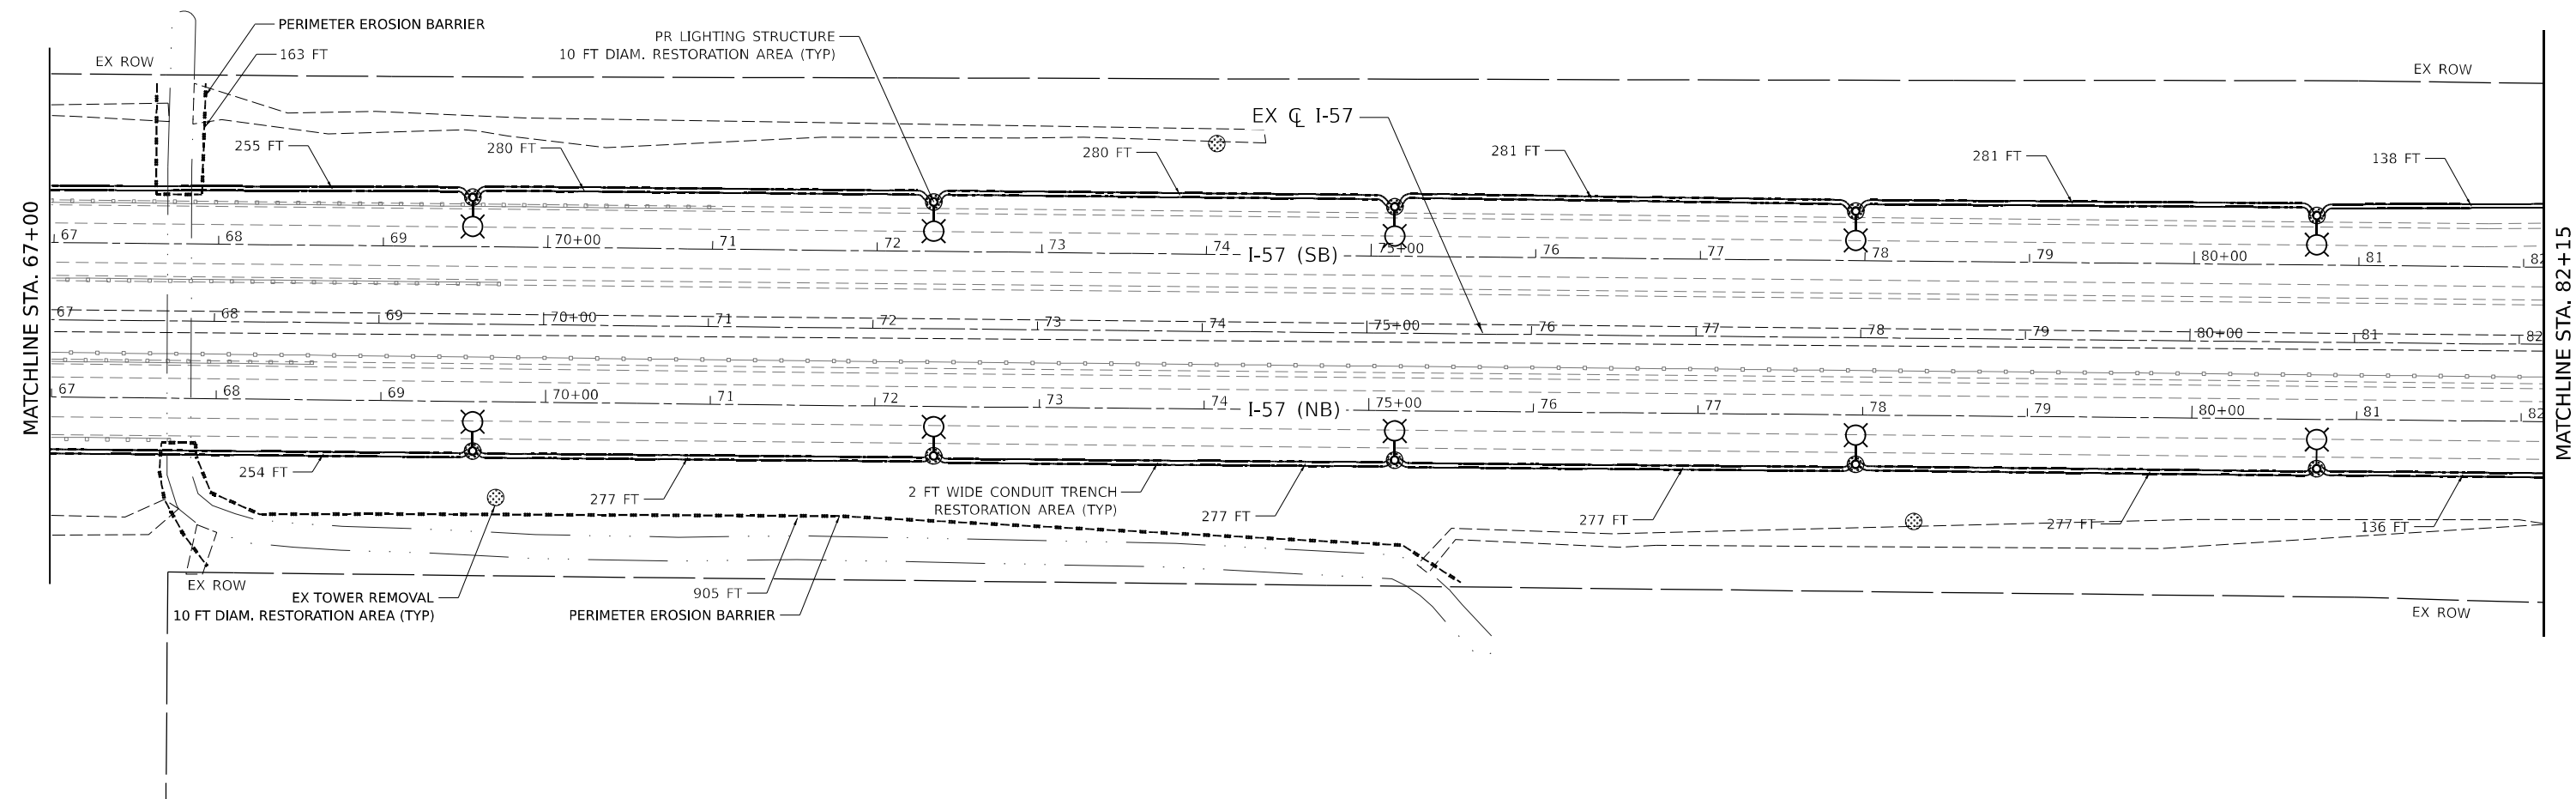 PERIMETER EROSION BARRIER
163 FT
PR LIGHTING STRUCTURE
10 FT DIAM. RESTORATION AREA (TYP)
EX ROW
EX ROW
EX ℄ I-57
255 FT
280 FT
280 FT
281 FT
281 FT
138 FT
MATCHLINE STA. 67+00
MATCHLINE STA. 82+15
67 68 69 70+00 71 72 73 74 I-57 (SB) 75+00 76 77 78 79 80+00 81 82
67 68 69 70+00 71 72 73 74 75+00 76 77 78 79 80+00 81 82
67 68 69 70+00 71 72 73 74 I-57 (NB) 75+00 76 77 78 79 80+00 81 82
254 FT
277 FT
2 FT WIDE CONDUIT TRENCH
RESTORATION AREA (TYP)
277 FT
277 FT
277 FT
136 FT
EX ROW
EX TOWER REMOVAL
10 FT DIAM. RESTORATION AREA (TYP)
905 FT
PERIMETER EROSION BARRIER
EX ROW